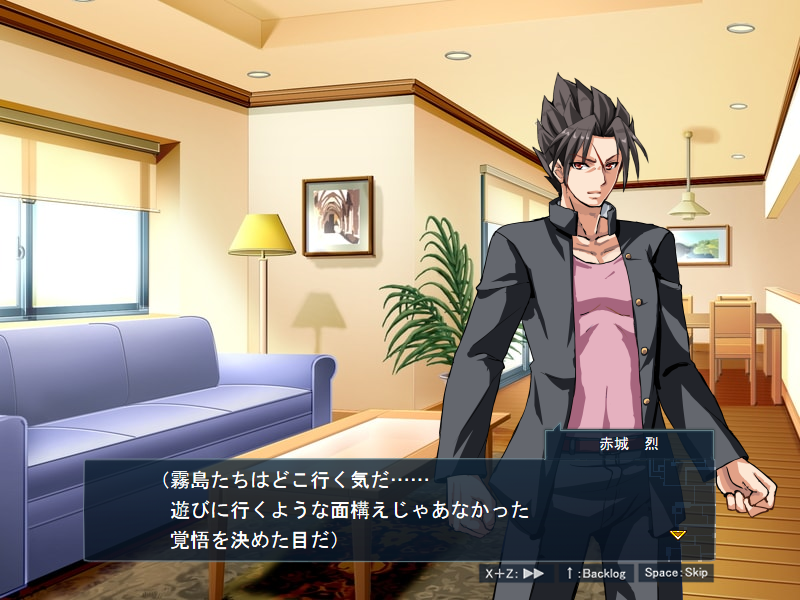 赤城 烈
（霧島たちはどこ行く気だ……
遊びに行くような面構えじゃあなかった
覚悟を決めた目だ）
X+Z:▶▶ ↑:Backlog Space:Skip